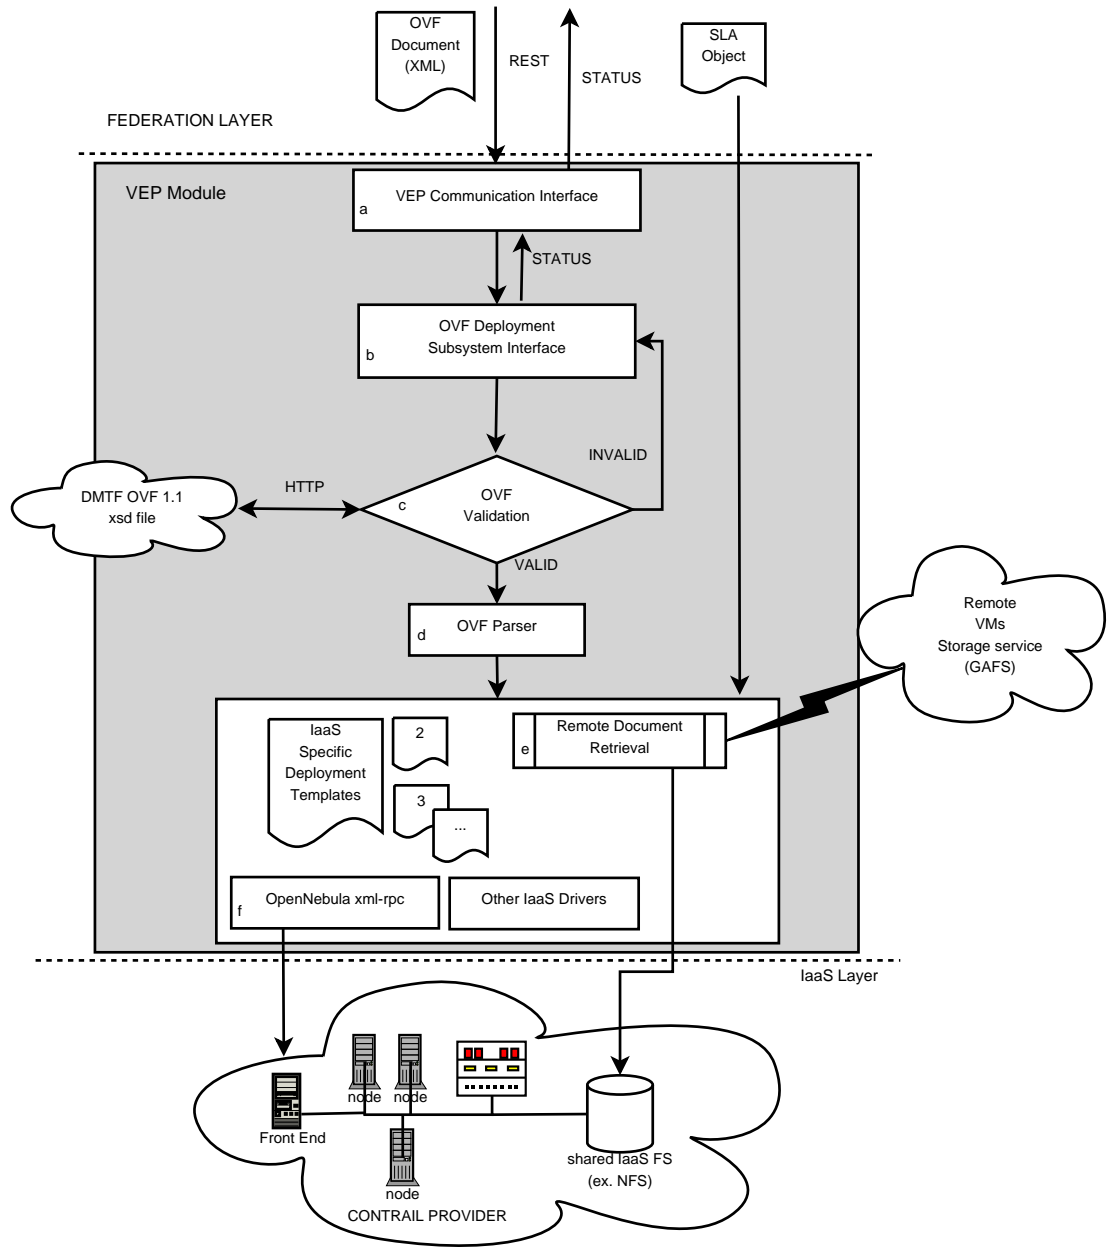 OVF
Document
(XML)
REST
STATUS
SLA
Object
FEDERATION LAYER
VEP Module
VEP Communication Interface
a
STATUS
OVF Deployment
Subsystem Interface
b
INVALID
DMTF OVF 1.1
xsd file
HTTP
c
OVF
Validation
VALID
OVF Parser
d
Remote
VMs
Storage service
(GAFS)
IaaS
Specific
Deployment
Templates
2
3
...
e
Remote Document
Retrieval
f
OpenNebula xml-rpc
Other IaaS Drivers
IaaS Layer
node
node
Front End
node
shared IaaS FS
(ex. NFS)
CONTRAIL PROVIDER